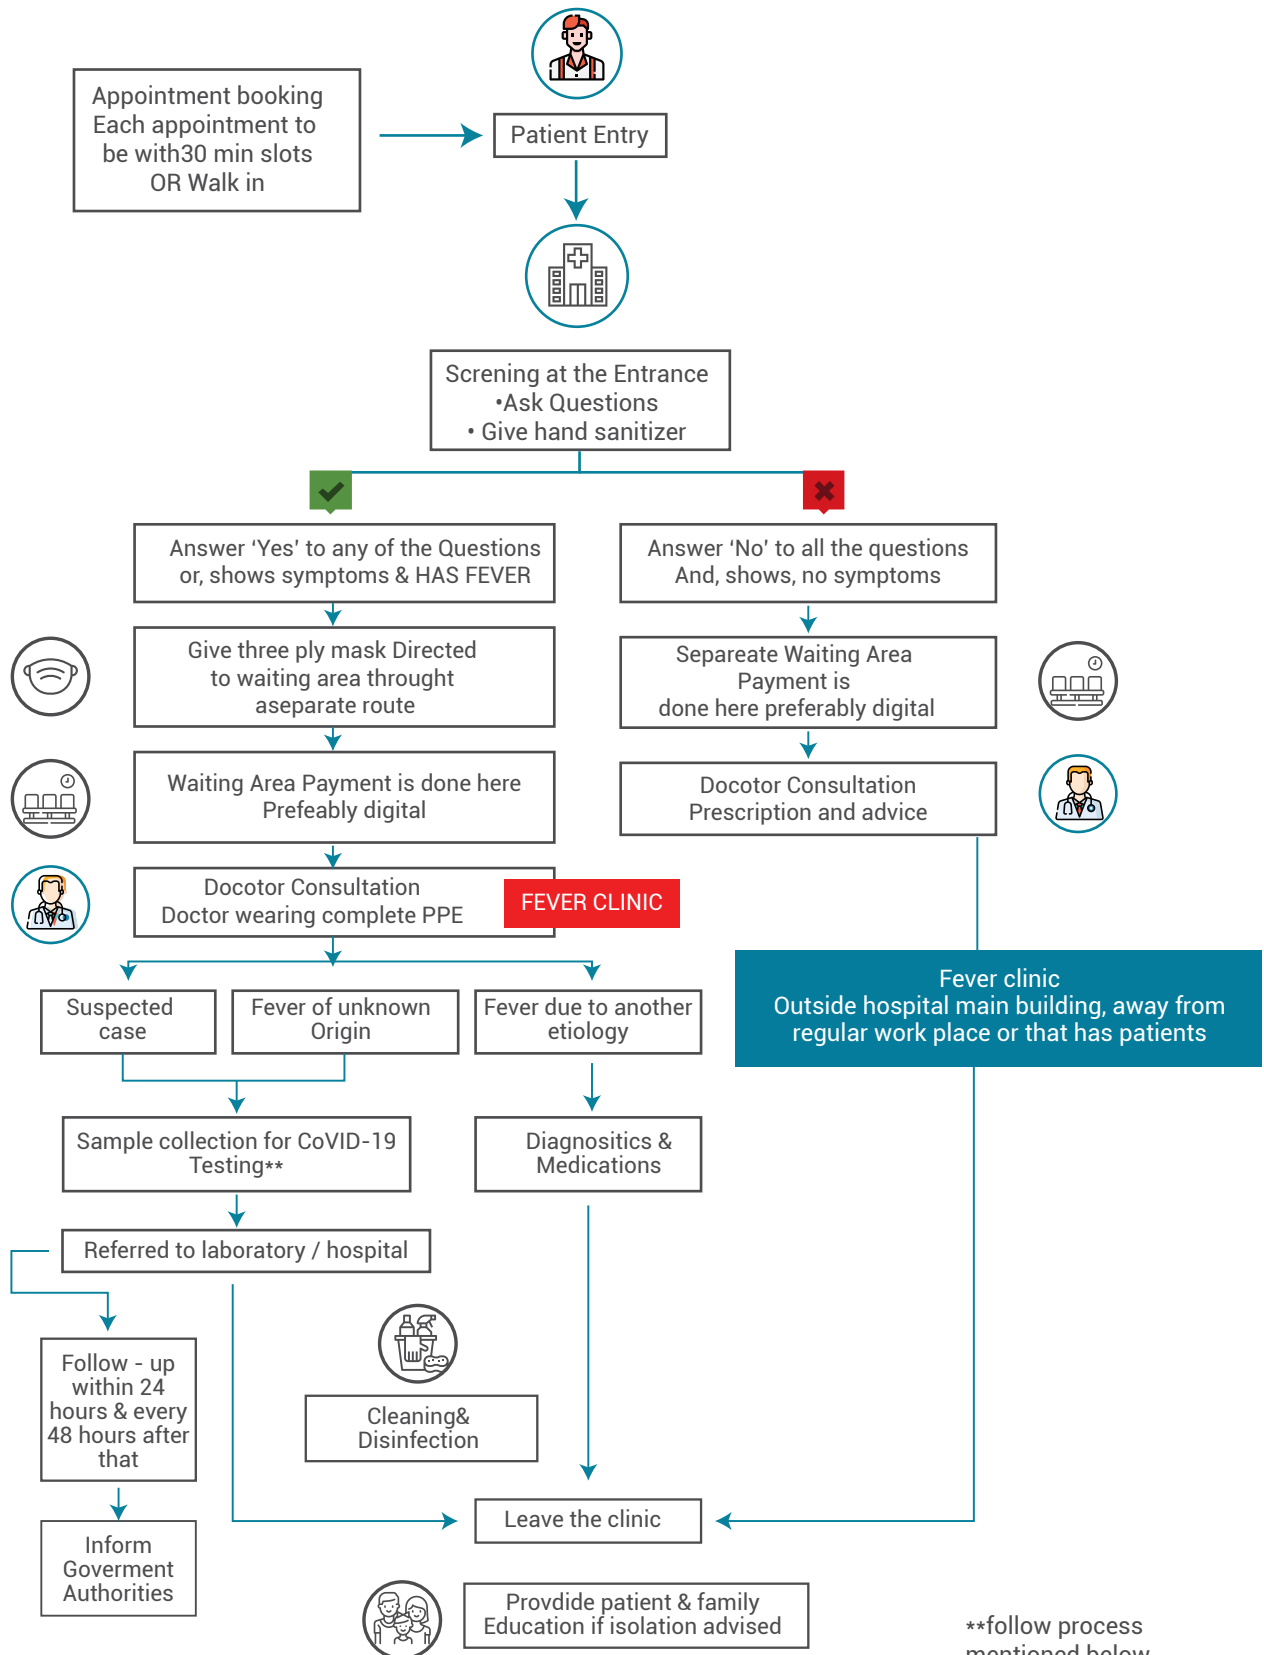 Appointment booking
Each appointment to
be with30 min slots
OR Walk in
Patient Entry
Screning at the Entrance
•Ask Questions
• Give hand sanitizer
Answer ‘Yes’ to any of the Questions
or, shows symptoms & HAS FEVER
Answer ‘No’ to all the questions
And, shows, no symptoms
Give three ply mask Directed
to waiting area throught
aseparate route
Separeate Waiting Area
Payment is
done here preferably digital
Waiting Area Payment is done here
Prefeably digital
Docotor Consultation
Prescription and advice
Docotor Consultation
Doctor wearing complete PPE
FEVER CLINIC
Suspected
case
Fever of unknown
Origin
Fever due to another
etiology
Fever clinic
Outside hospital main building, away from
regular work place or that has patients
Sample collection for CoVID-19
Testing**
Diagnositics &
Medications
Referred to laboratory / hospital
Follow - up
within 24
hours & every
48 hours after
that
Cleaning&
Disinfection
Leave the clinic
Inform
Goverment
Authorities
Provdide patient & family
Education if isolation advised
**follow process
mentioned below